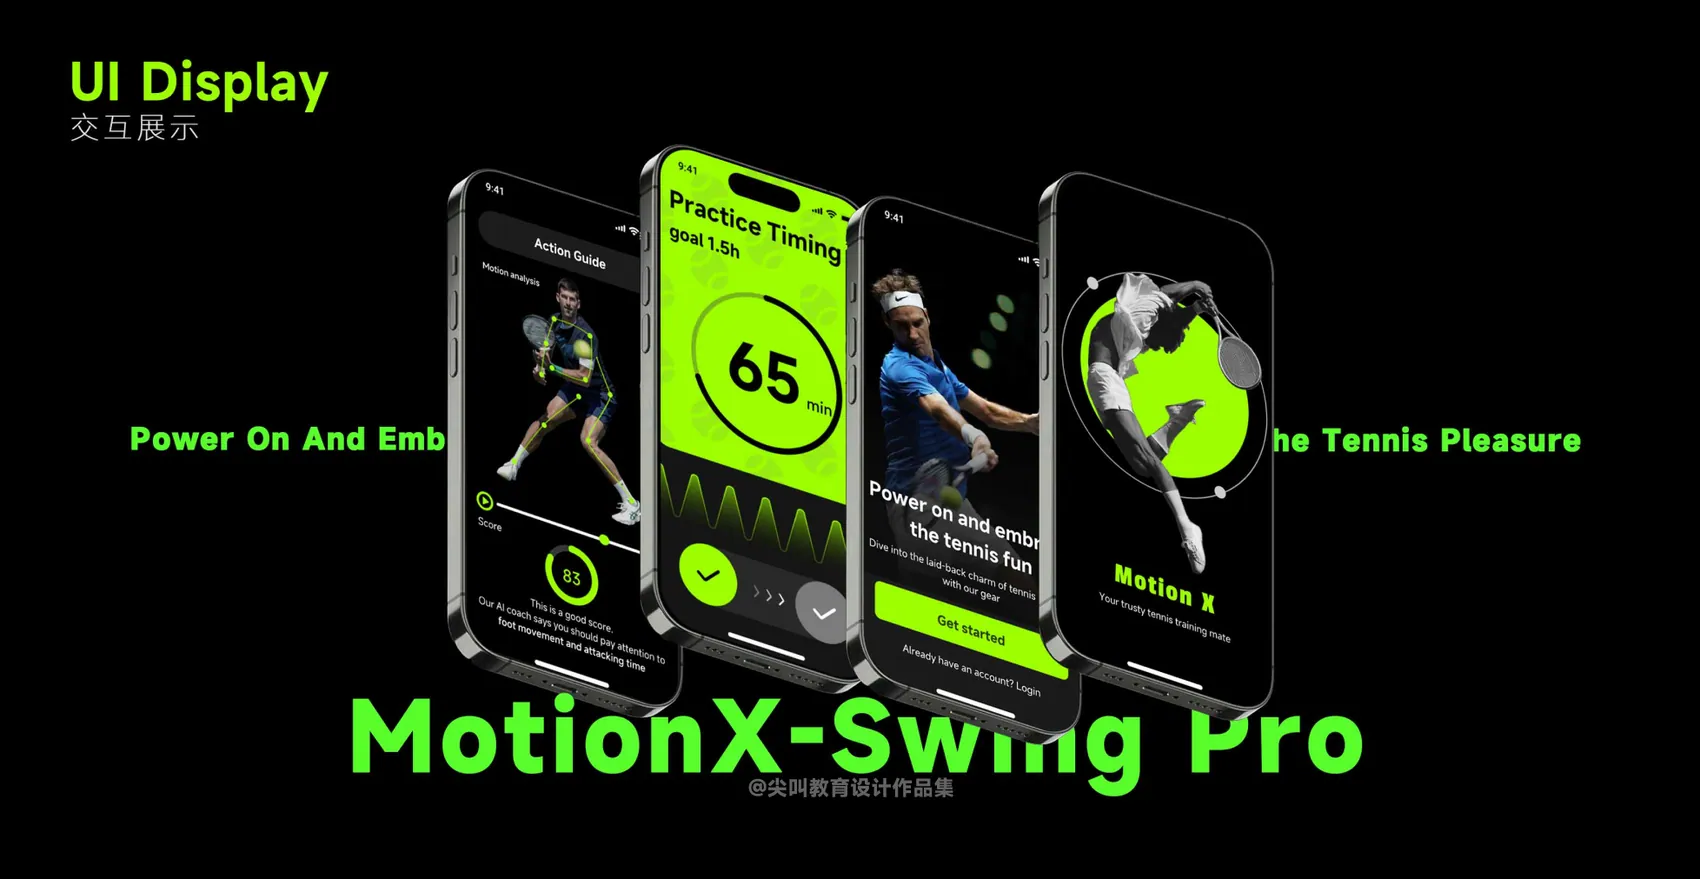 UI Display
交互展示
9:41
Action Guide
Motion analysis
Score
83
This is a good score.
Our AI coach says you should pay attention to
foot movement and attacking time
9:41
Practice Timing
goal 1.5h
65 min
9:41
Power on and embr
the tennis fun
Dive into the laid-back charm of tennis
with our gear
Get started
Already have an account? Login
Motion X
Your trusty tennis training mate
Power On And Emb
he Tennis Pleasure
MotionX-Swing Pro
@尖叫教育设计作品集